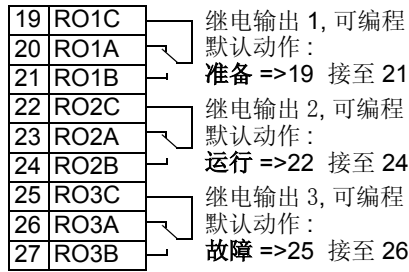 19 RO1C
20 RO1A
21 RO1B
22 RO2C
23 RO2A
24 RO2B
25 RO3C
26 RO3A
27 RO3B
继电输出 1, 可编程
默认动作 :
准备 =>19 接至 21
继电输出 2, 可编程
默认动作 :
运行 =>22 接至 24
继电输出 3, 可编程
默认动作 :
故障 =>25 接至 26